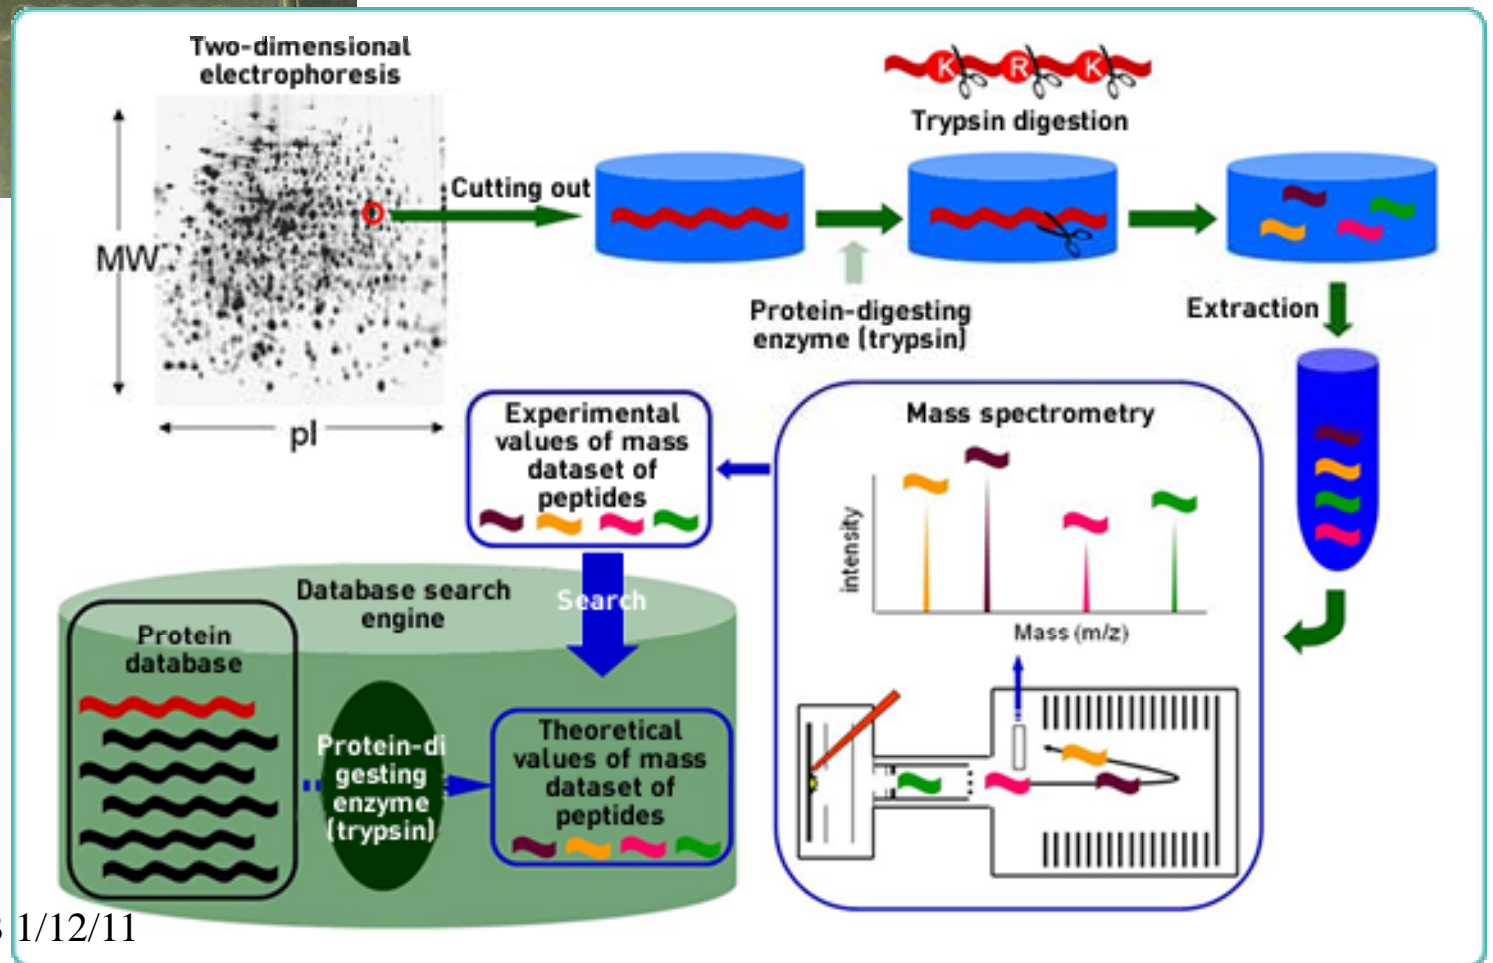 Two-dimensional
electrophoresis
K R K
Trypsin digestion
MW
pI
Cutting out
Protein-digesting
enzyme (trypsin)
Extraction
Mass spectrometry
intensity
Mass (m/z)
Experimental
values of mass
dataset of
peptides
Search
Database search
engine
Protein
database
Protein-di
gesting
enzyme
(trypsin)
Theoretical
values of mass
dataset of
peptides
1/12/11